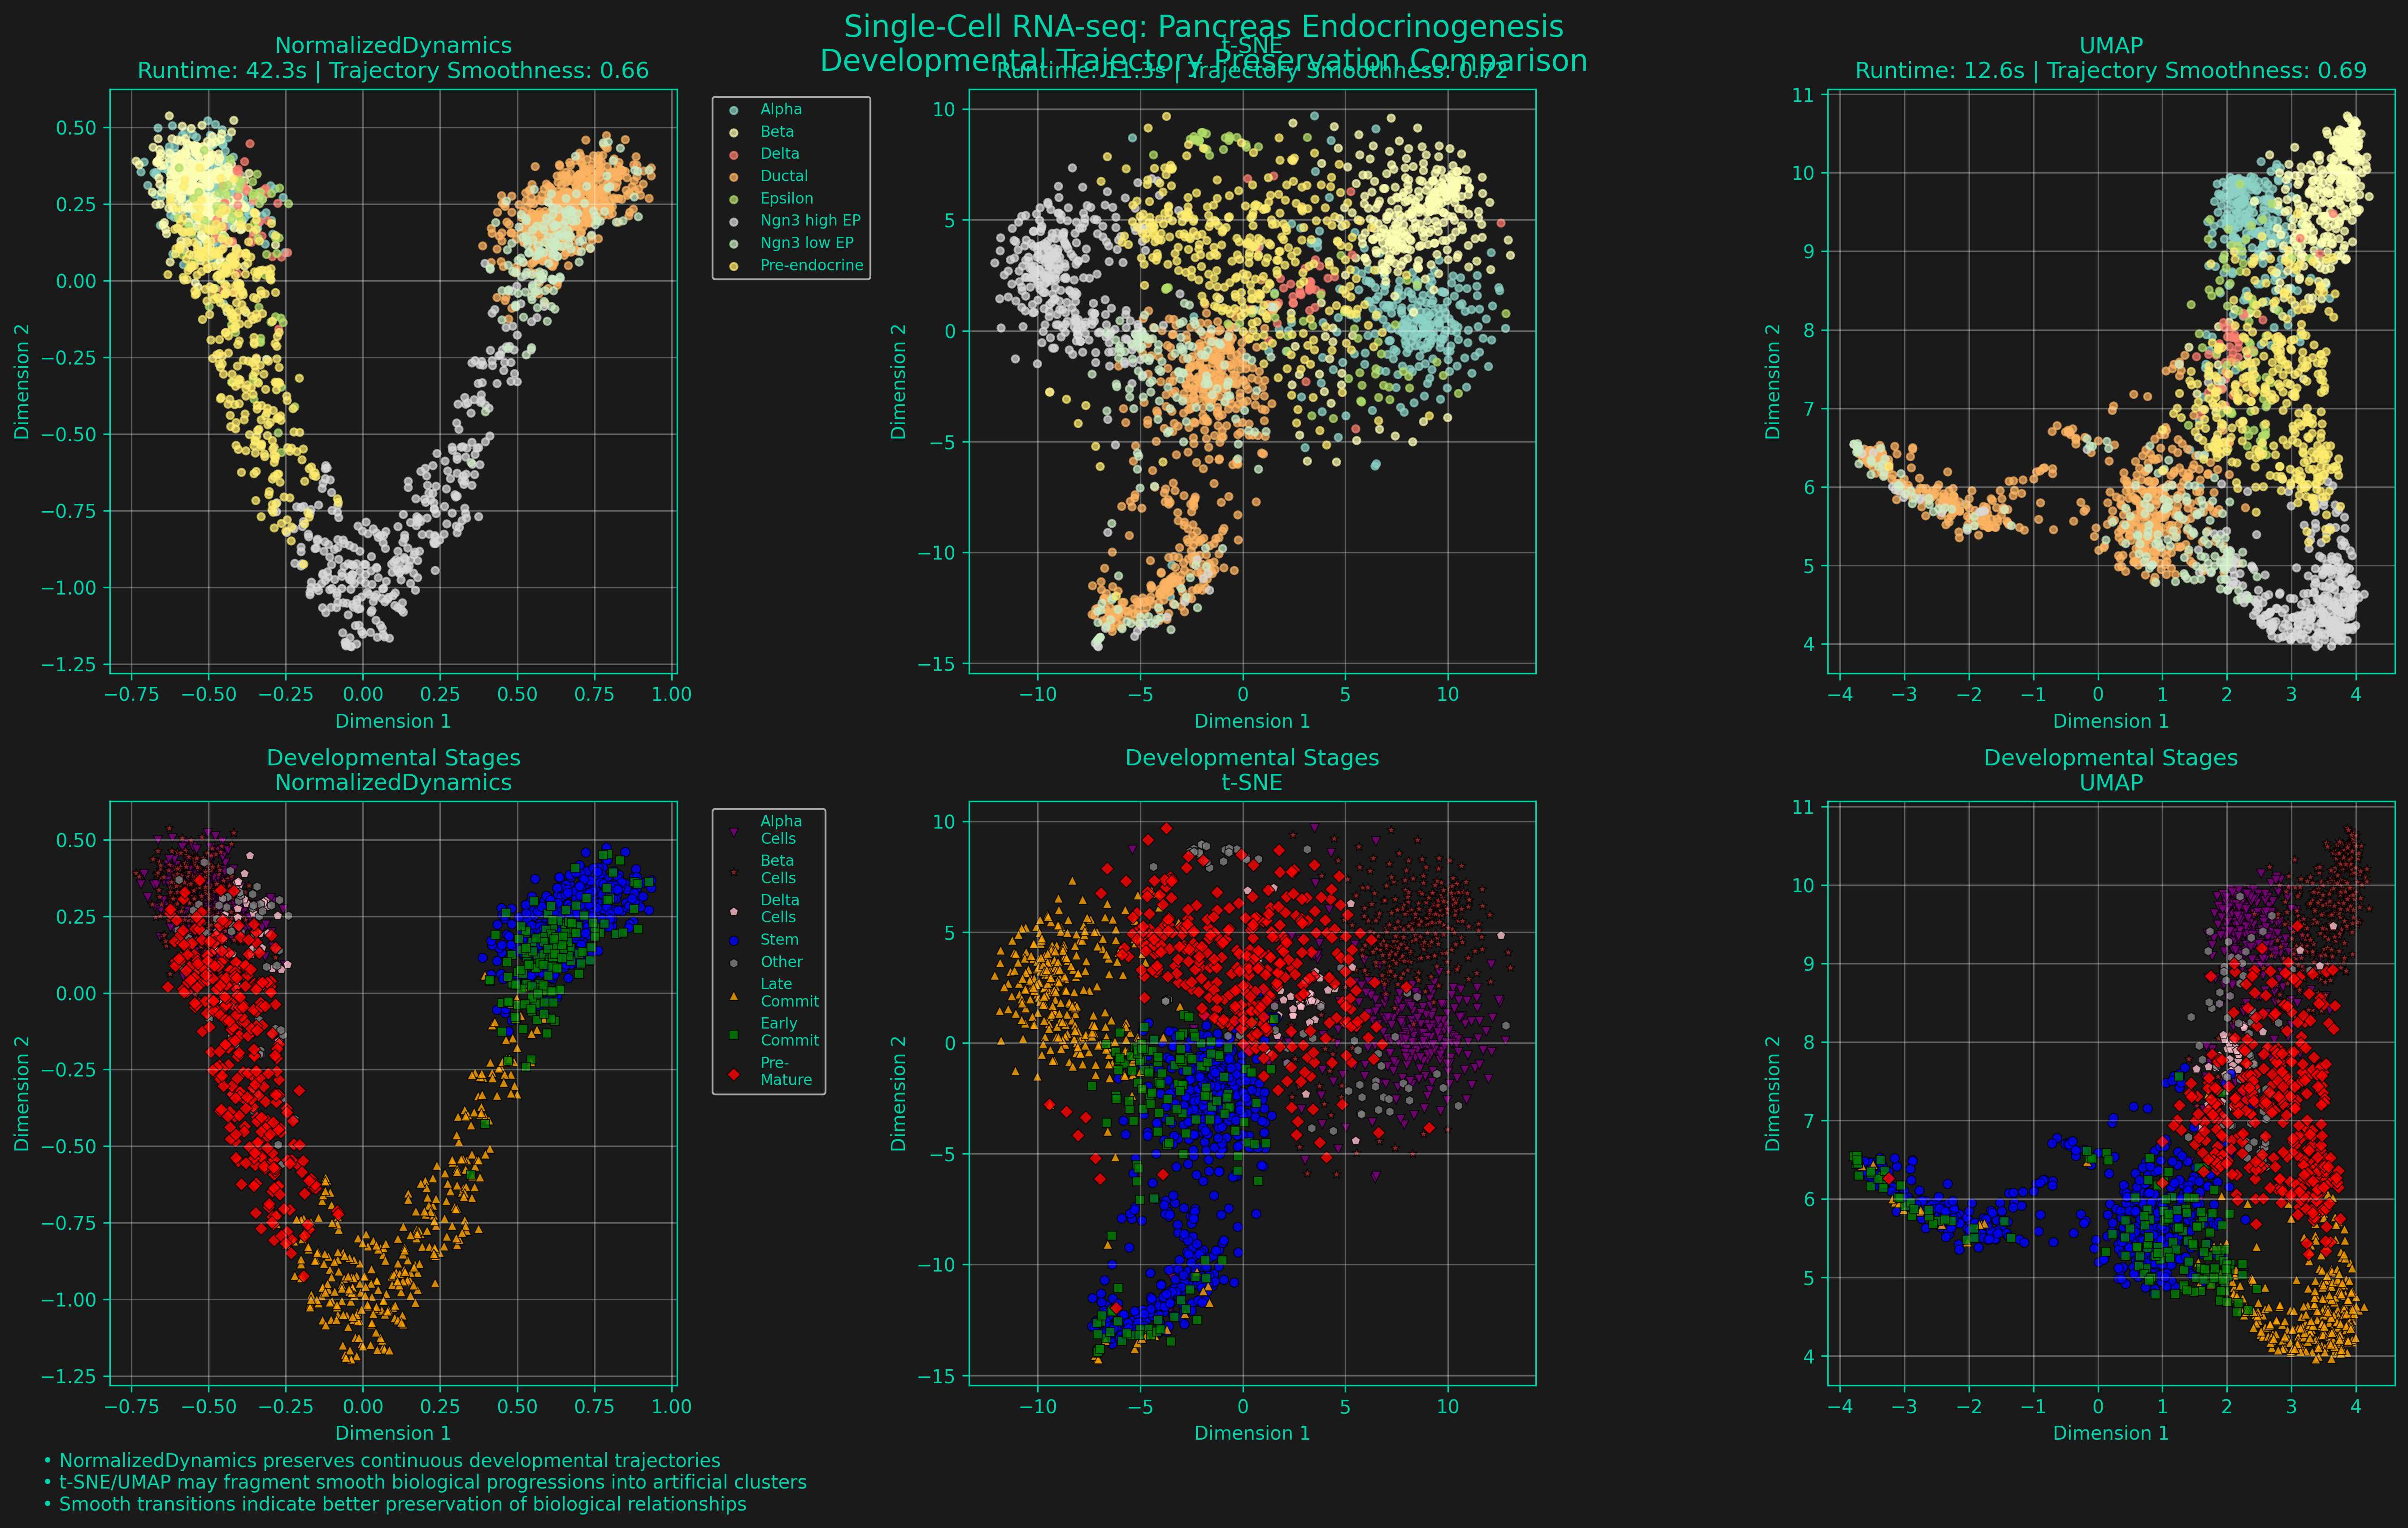 Single-Cell RNA-seq: Pancreas Endocrinogenesis
Developmental Trajectory Preservation Comparison
NormalizedDynamics
Runtime: 42.3s | Trajectory Smoothness: 0.66
0.50
0.25
0.00
−0.25
−0.50
−0.75
−1.00
−1.25
Dimension 2
−0.75
−0.50
−0.25
0.00
0.25
0.50
0.75
1.00
Dimension 1
Alpha
Beta
Delta
Ductal
Epsilon
Ngn3 high EP
Ngn3 low EP
Pre-endocrine
t-SNE
Runtime: 11.3s | Trajectory Smoothness: 0.72
10
5
0
−5
−10
−15
Dimension 2
−10
−5
0
5
10
Dimension 1
UMAP
Runtime: 12.6s | Trajectory Smoothness: 0.69
11
10
9
8
7
6
5
4
Dimension 2
−4
−3
−2
−1
0
1
2
3
4
Dimension 1
Developmental Stages
NormalizedDynamics
0.50
0.25
0.00
−0.25
−0.50
−0.75
−1.00
−1.25
Dimension 2
−0.75
−0.50
−0.25
0.00
0.25
0.50
0.75
1.00
Dimension 1
Alpha
Cells
Beta
Cells
Delta
Cells
Stem
Other
Late
Commit
Early
Commit
Pre-
Mature
Developmental Stages
t-SNE
10
5
0
−5
−10
−15
Dimension 2
−10
−5
0
5
10
Dimension 1
Developmental Stages
UMAP
11
10
9
8
7
6
5
4
Dimension 2
−4
−3
−2
−1
0
1
2
3
4
Dimension 1
• NormalizedDynamics preserves continuous developmental trajectories
• t-SNE/UMAP may fragment smooth biological progressions into artificial clusters
• Smooth transitions indicate better preservation of biological relationships